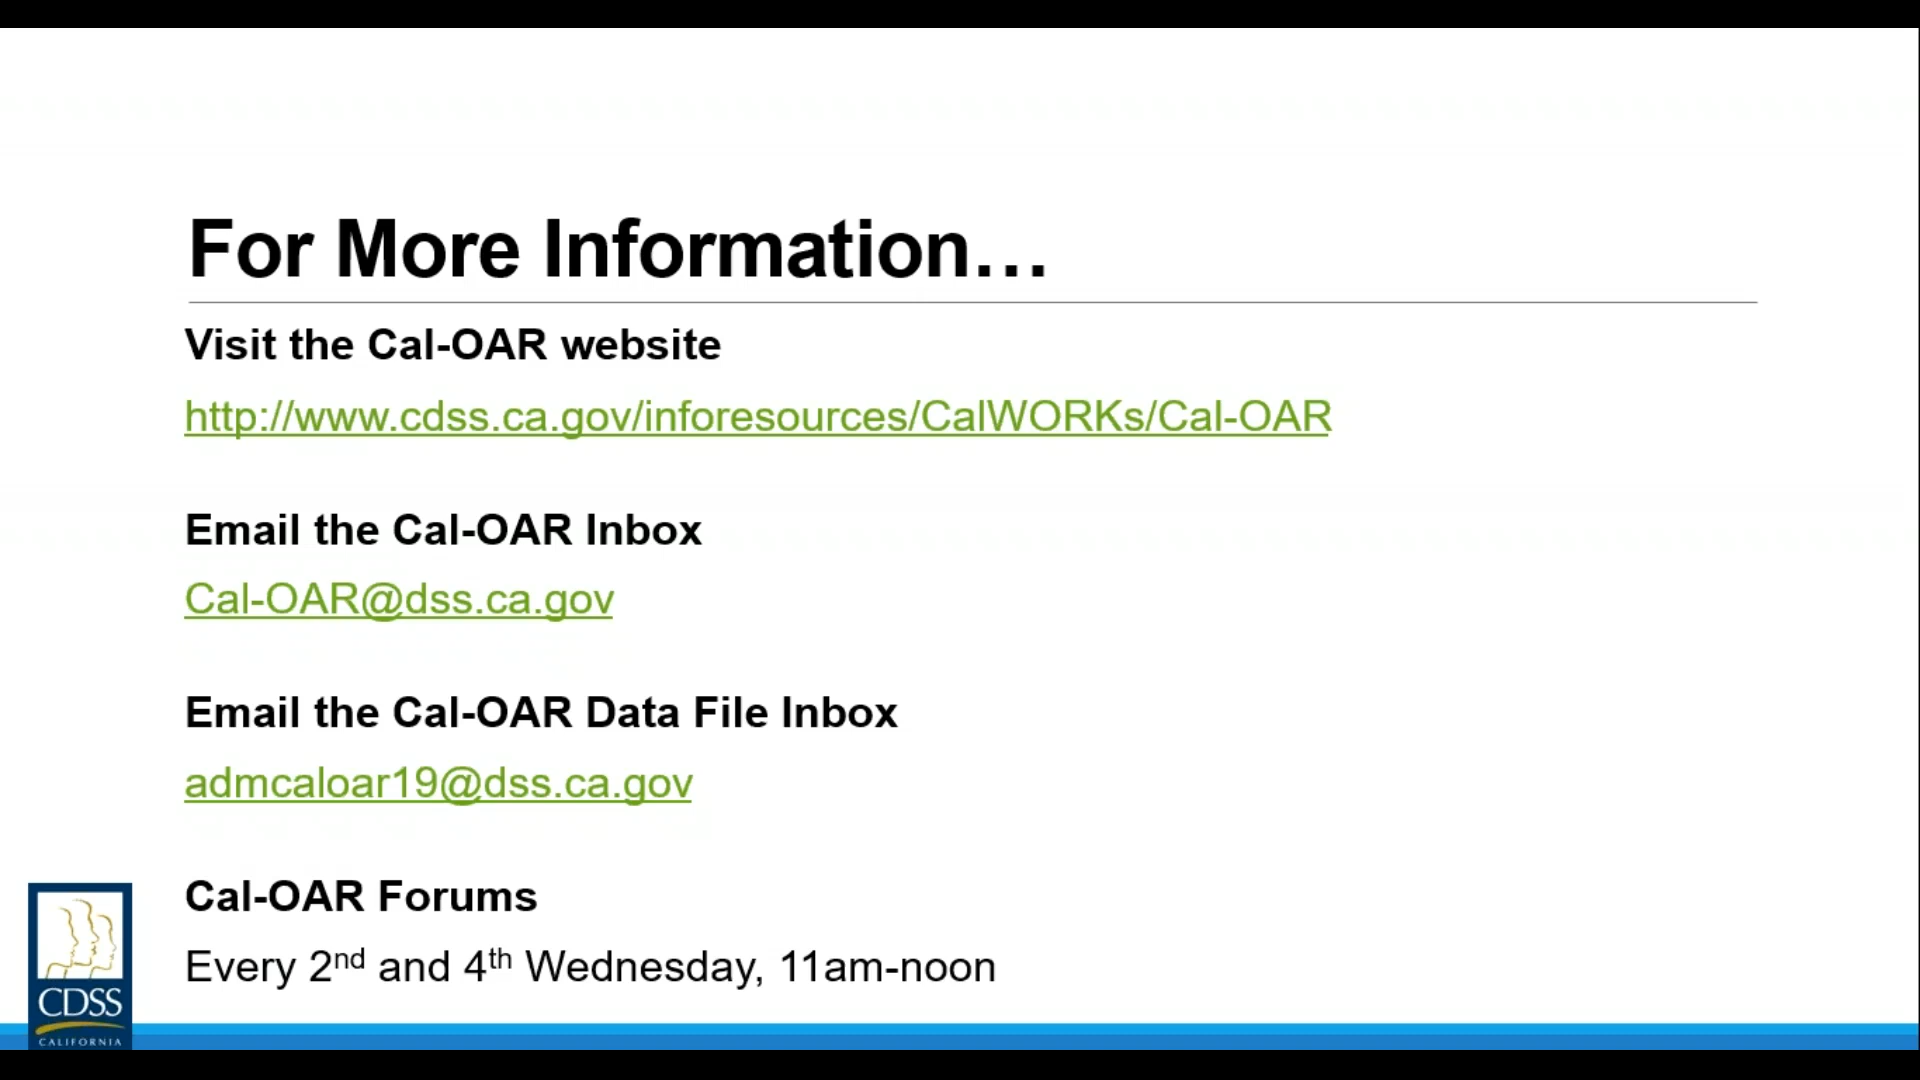 For More Information…
Visit the Cal-OAR website
http://www.cdss.ca.gov/inforesources/CalWORKs/Cal-OAR
Email the Cal-OAR Inbox
Cal-OAR@dss.ca.gov
Email the Cal-OAR Data File Inbox
admcaloar19@dss.ca.gov
Cal-OAR Forums
Every 2nd and 4th Wednesday, 11am-noon
CDSS
CALIFORNIA